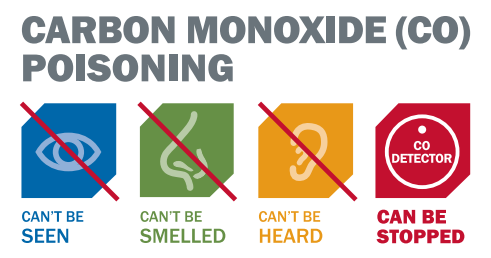 CARBON MONOXIDE (CO)
POISONING
CO
DETECTOR
CAN'T BE
SEEN
CAN'T BE
SMELLED
CAN'T BE
HEARD
CAN BE
STOPPED